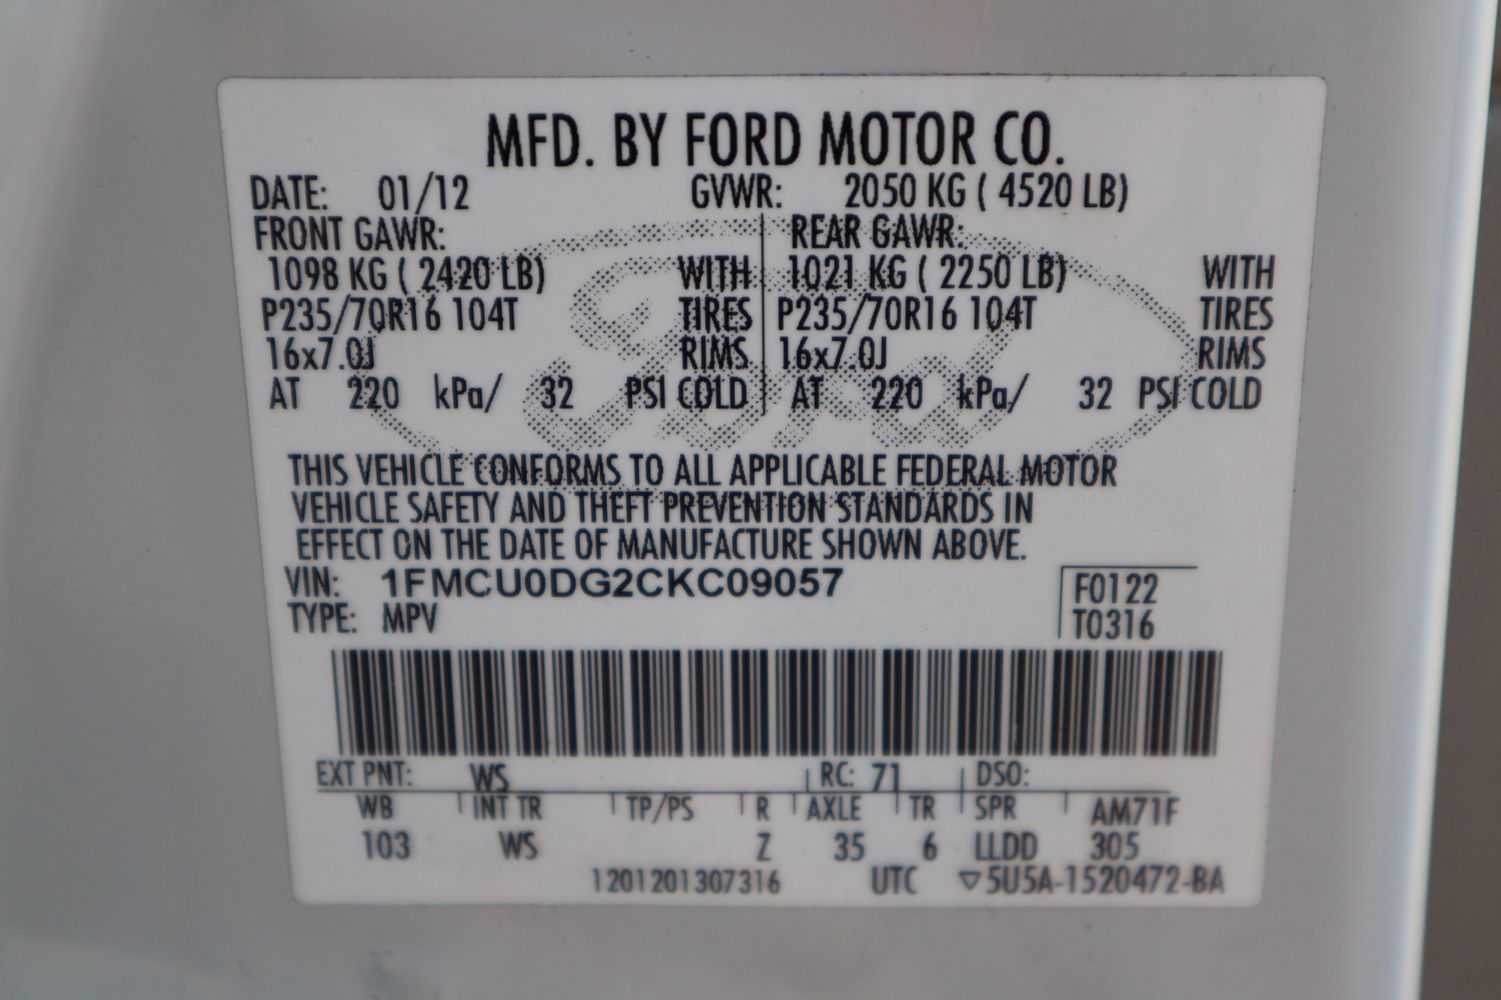 MFD. BY FORD MOTOR CO.
DATE: 01/12 GVWR: 2050 KG ( 4520 LB)
FRONT GAWR: REAR GAWR:
1098 KG ( 2420 LB) WITH 1021 KG ( 2250 LB) WITH
P235/70R16 104T TIRES P235/70R16 104T TIRES
16x7.0J RIMS 16x7.0J RIMS
AT 220 kPa/ 32 PSI COLD AT 220 kPa/ 32 PSI COLD
Ford
THIS VEHICLE CONFORMS TO ALL APPLICABLE FEDERAL MOTOR
VEHICLE SAFETY AND THEFT PREVENTION STANDARDS IN
EFFECT ON THE DATE OF MANUFACTURE SHOWN ABOVE.
VIN: 1FMCU0DG2CKC09057 F0122
TYPE: MPV T0316
EXT PNT: WS RC: 71 DSO:
WB INT TR TP/PS R AXLE TR SPR AM71F
103 WS Z 35 6 LLDD 305
1201201307316 UTC ▽5U5A-1520472-BA